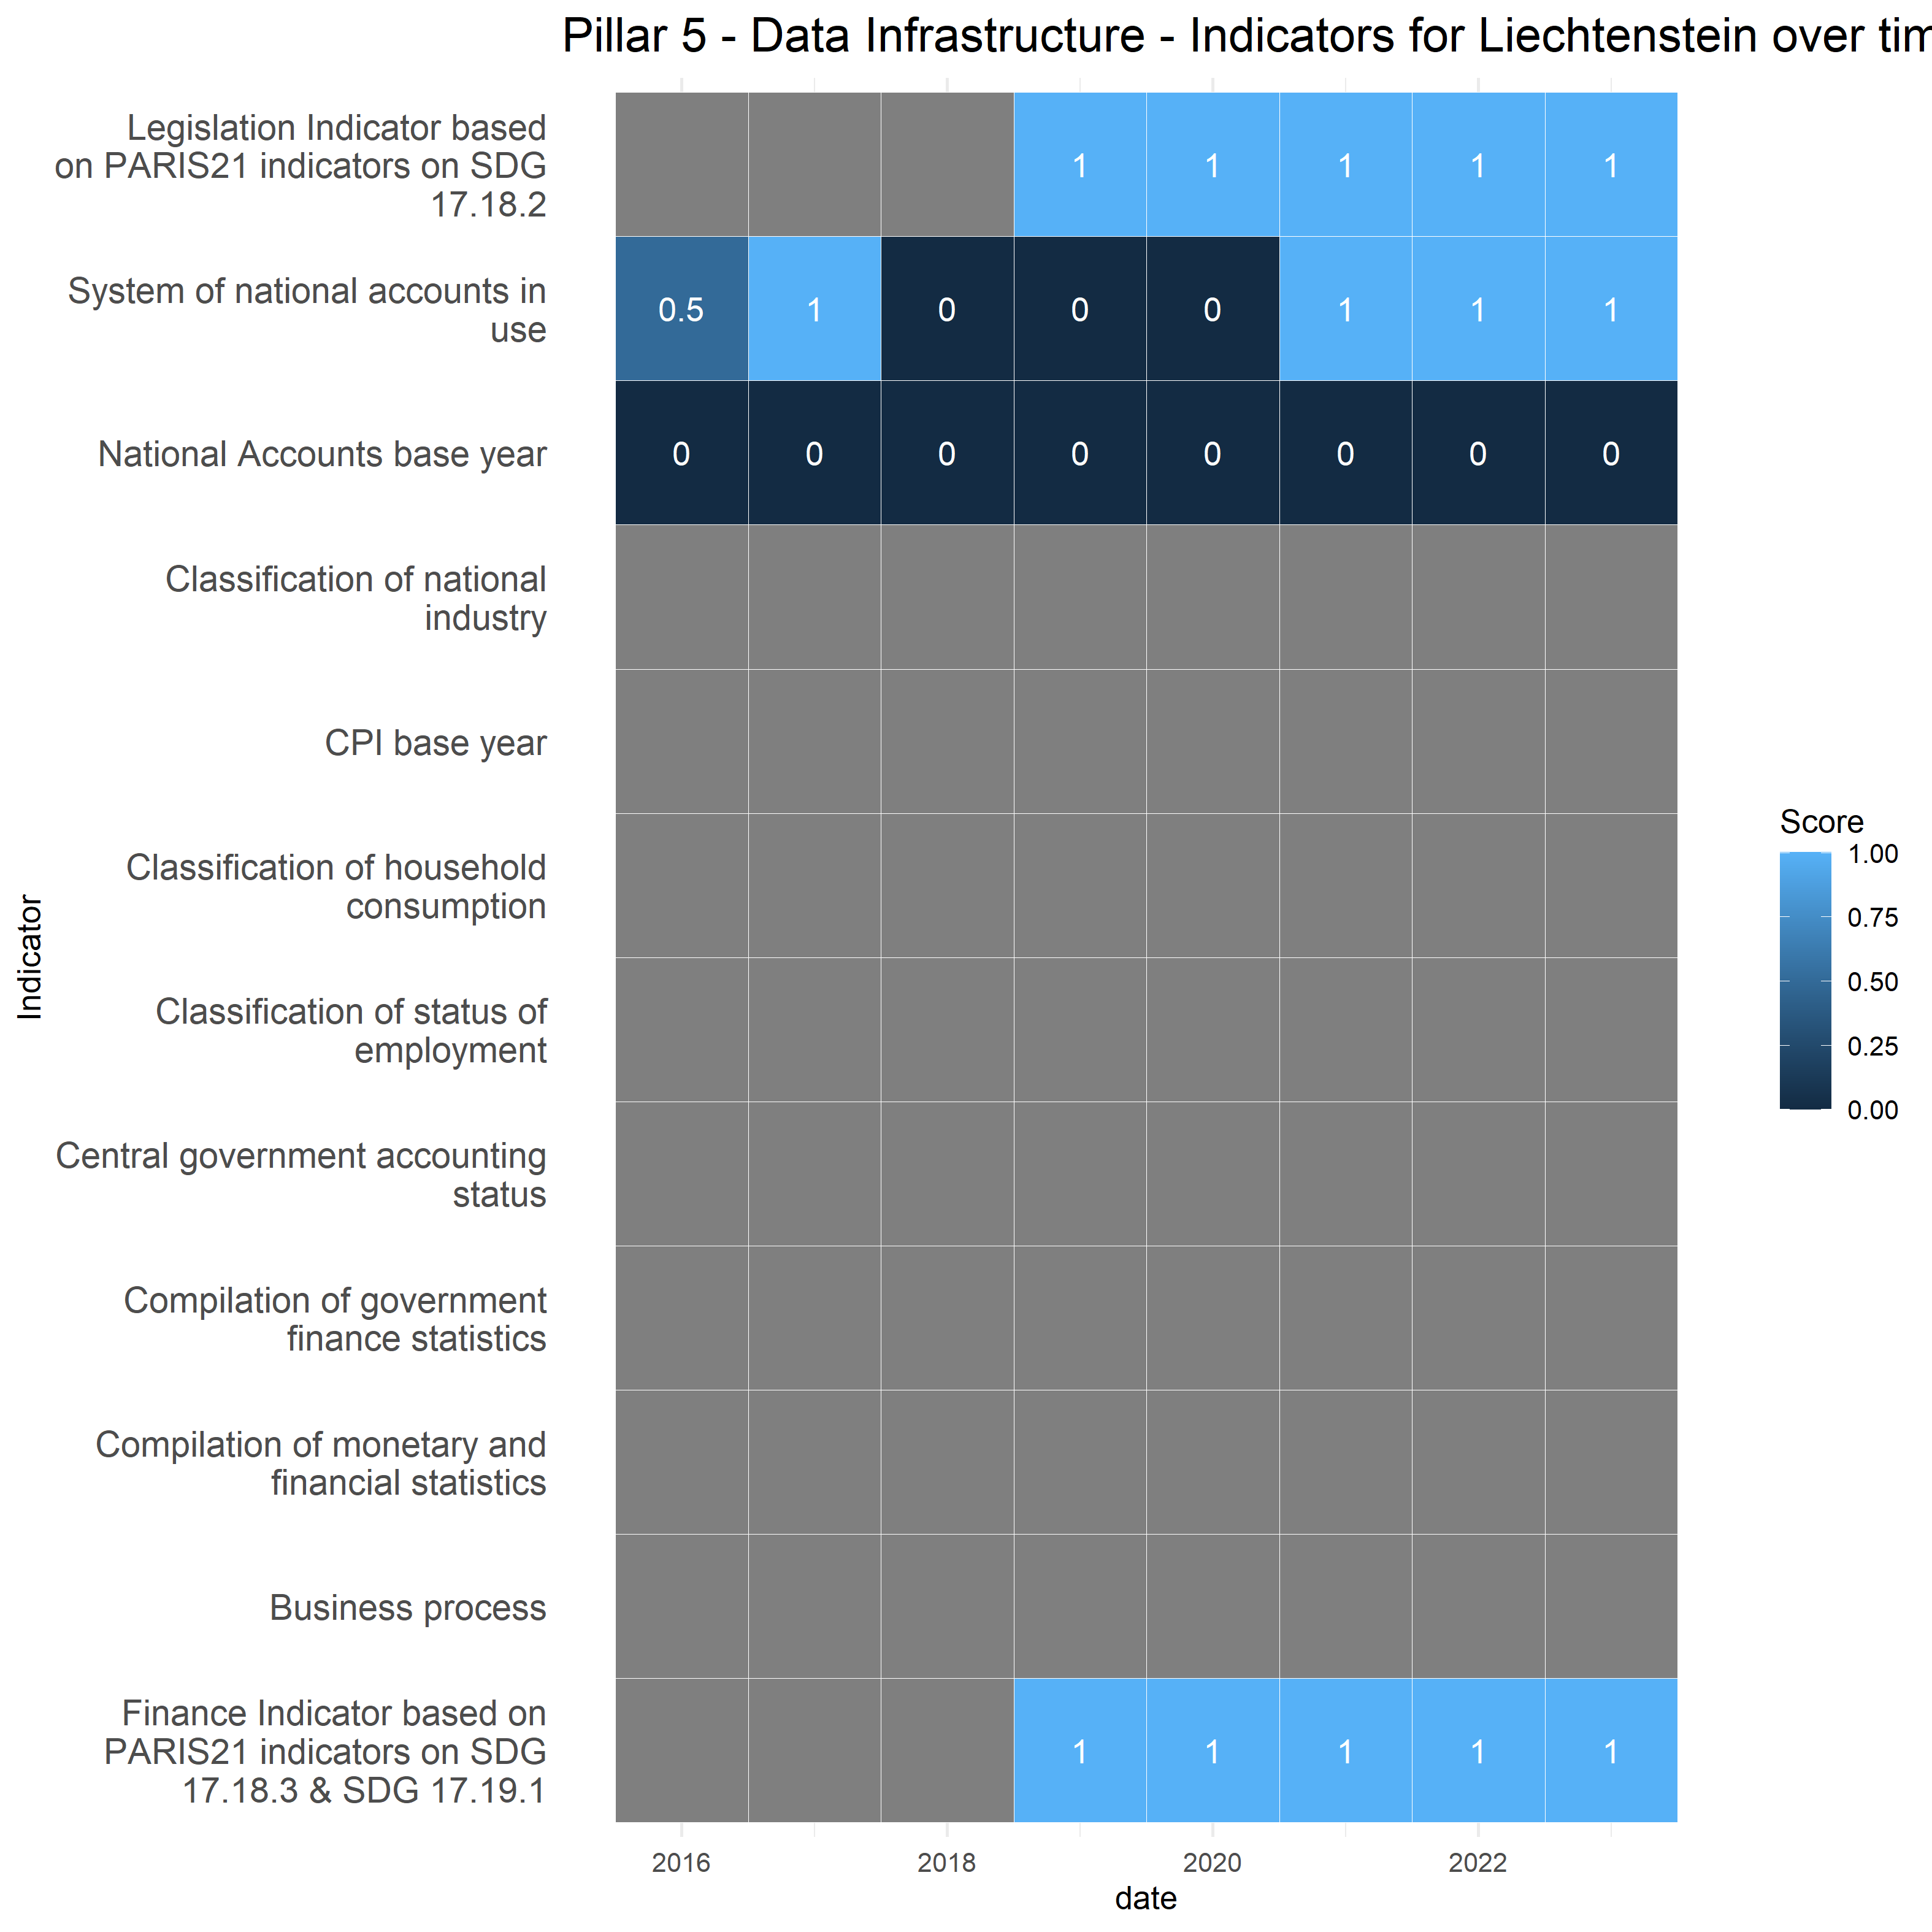 Pillar 5 - Data Infrastructure - Indicators for Liechtenstein over tim
Legislation Indicator based
on PARIS21 indicators on SDG
17.18.2
1 1 1 1 1
System of national accounts in
use
0.5 1 0 0 0 1 1 1
National Accounts base year
0 0 0 0 0 0 0 0
Classification of national
industry
CPI base year
Classification of household
consumption
Classification of status of
employment
Central government accounting
status
Compilation of government
finance statistics
Compilation of monetary and
financial statistics
Business process
Finance Indicator based on
PARIS21 indicators on SDG
17.18.3 & SDG 17.19.1
1 1 1 1 1
2016 2018 2020 2022
date
Indicator
Score
1.00
0.75
0.50
0.25
0.00